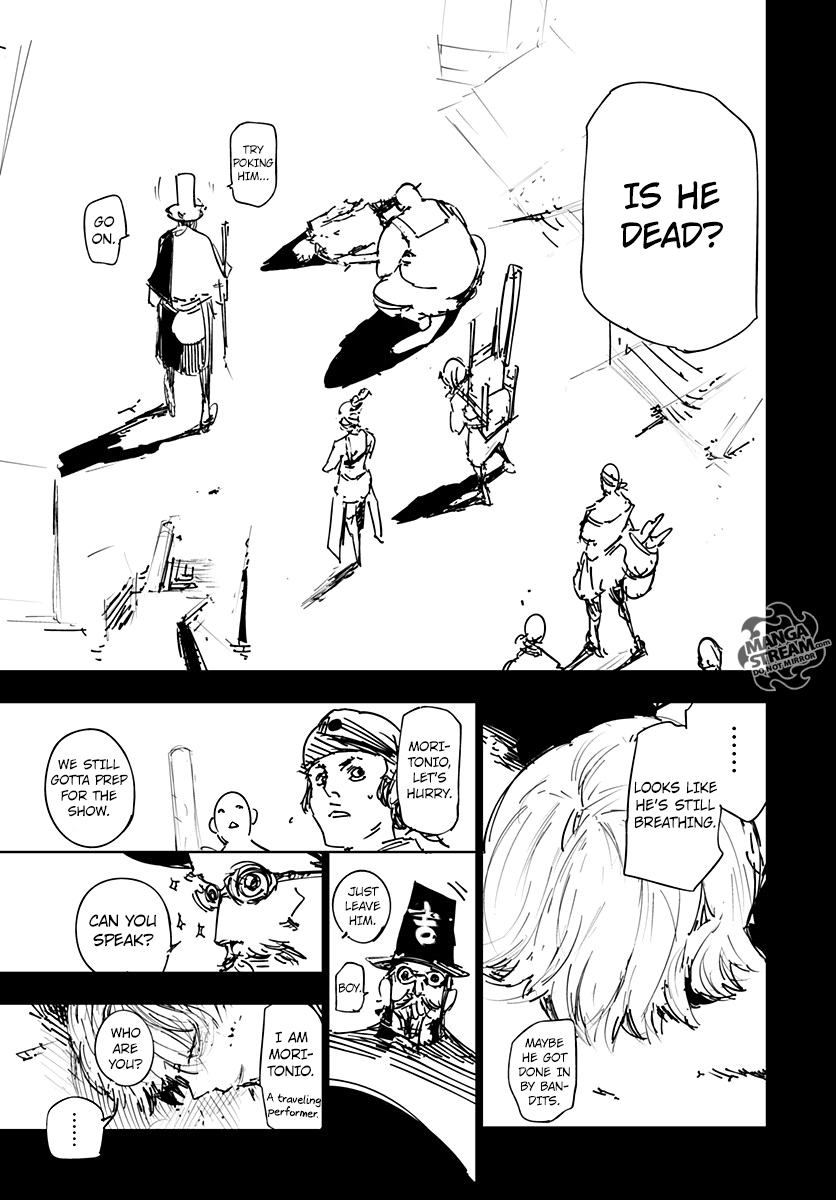 IS HE
DEAD?
TRY
POKING
HIM...
GO
ON.
MANGA
STREAM.com
DO NOT MIRROR
......
LOOKS LIKE
HE'S STILL
BREATHING.
MAYBE
HE GOT
DONE IN
BY BAN-
DITS.
MORI-
TONIO,
LET'S
HURRY.
WE STILL
GOTTA PREP
FOR THE
SHOW.
JUST
LEAVE
HIM.
吉
BOY.
CAN YOU
SPEAK?
I AM
MORI-
TONIO.
A traveling
performer.
WHO
ARE
YOU?
......